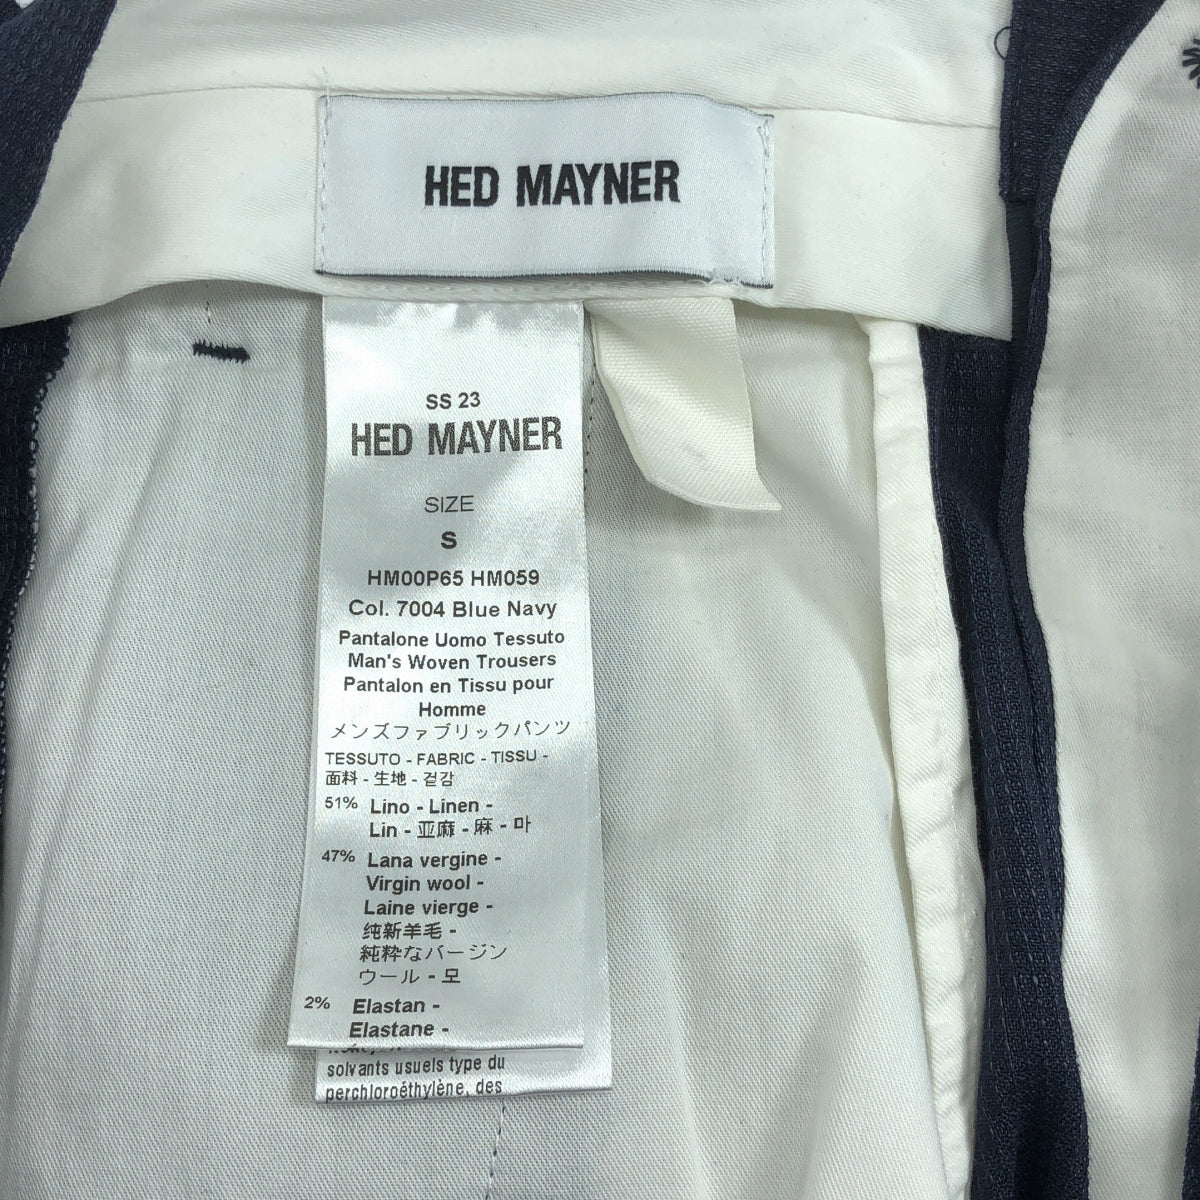 HED MAYNER
SS 23
HED MAYNER
SIZE
S
HM00P65 HM059
Col. 7004 Blue Navy
Pantalone Uomo Tessuto
Man's Woven Trousers
Pantalon en Tissu pour
Homme
メンズファブリックパンツ
TESSUTO - FABRIC - TISSU -
面料 - 生地 - 겉감
51% Lino - Linen -
Lin - 亚麻 - 麻 - 마
47% Lana vergine -
Virgin wool -
Laine vierge -
纯新羊毛 -
純粋なバージン
ウール - 모
2% Elastan -
Elastane -
solvants usuels type du
perchloroéthylène, des